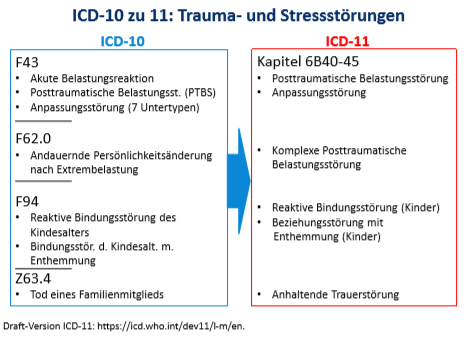 ICD-10 zu 11: Trauma- und Stressstörungen
ICD-10
F43
• Akute Belastungsreaktion
• Posttraumatische Belastungsst. (PTBS)
• Anpassungsstörung (7 Untertypen)
F62.0
• Andauernde Persönlichkeitsänderung
nach Extrembelastung
F94
• Reaktive Bindungsstörung des
Kindesalters
• Bindungsstör. d. Kindesalt. m.
Enthemmung
Z63.4
• Tod eines Familienmitglieds
ICD-11
Kapitel 6B40-45
• Posttraumatische Belastungsstörung
• Anpassungsstörung
• Komplexe Posttraumatische
Belastungsstörung
• Reaktive Bindungsstörung (Kinder)
• Beziehungsstörung mit
Enthemmung (Kinder)
• Anhaltende Trauerstörung
Draft-Version ICD-11: https://icd.who.int/dev11/l-m/en.